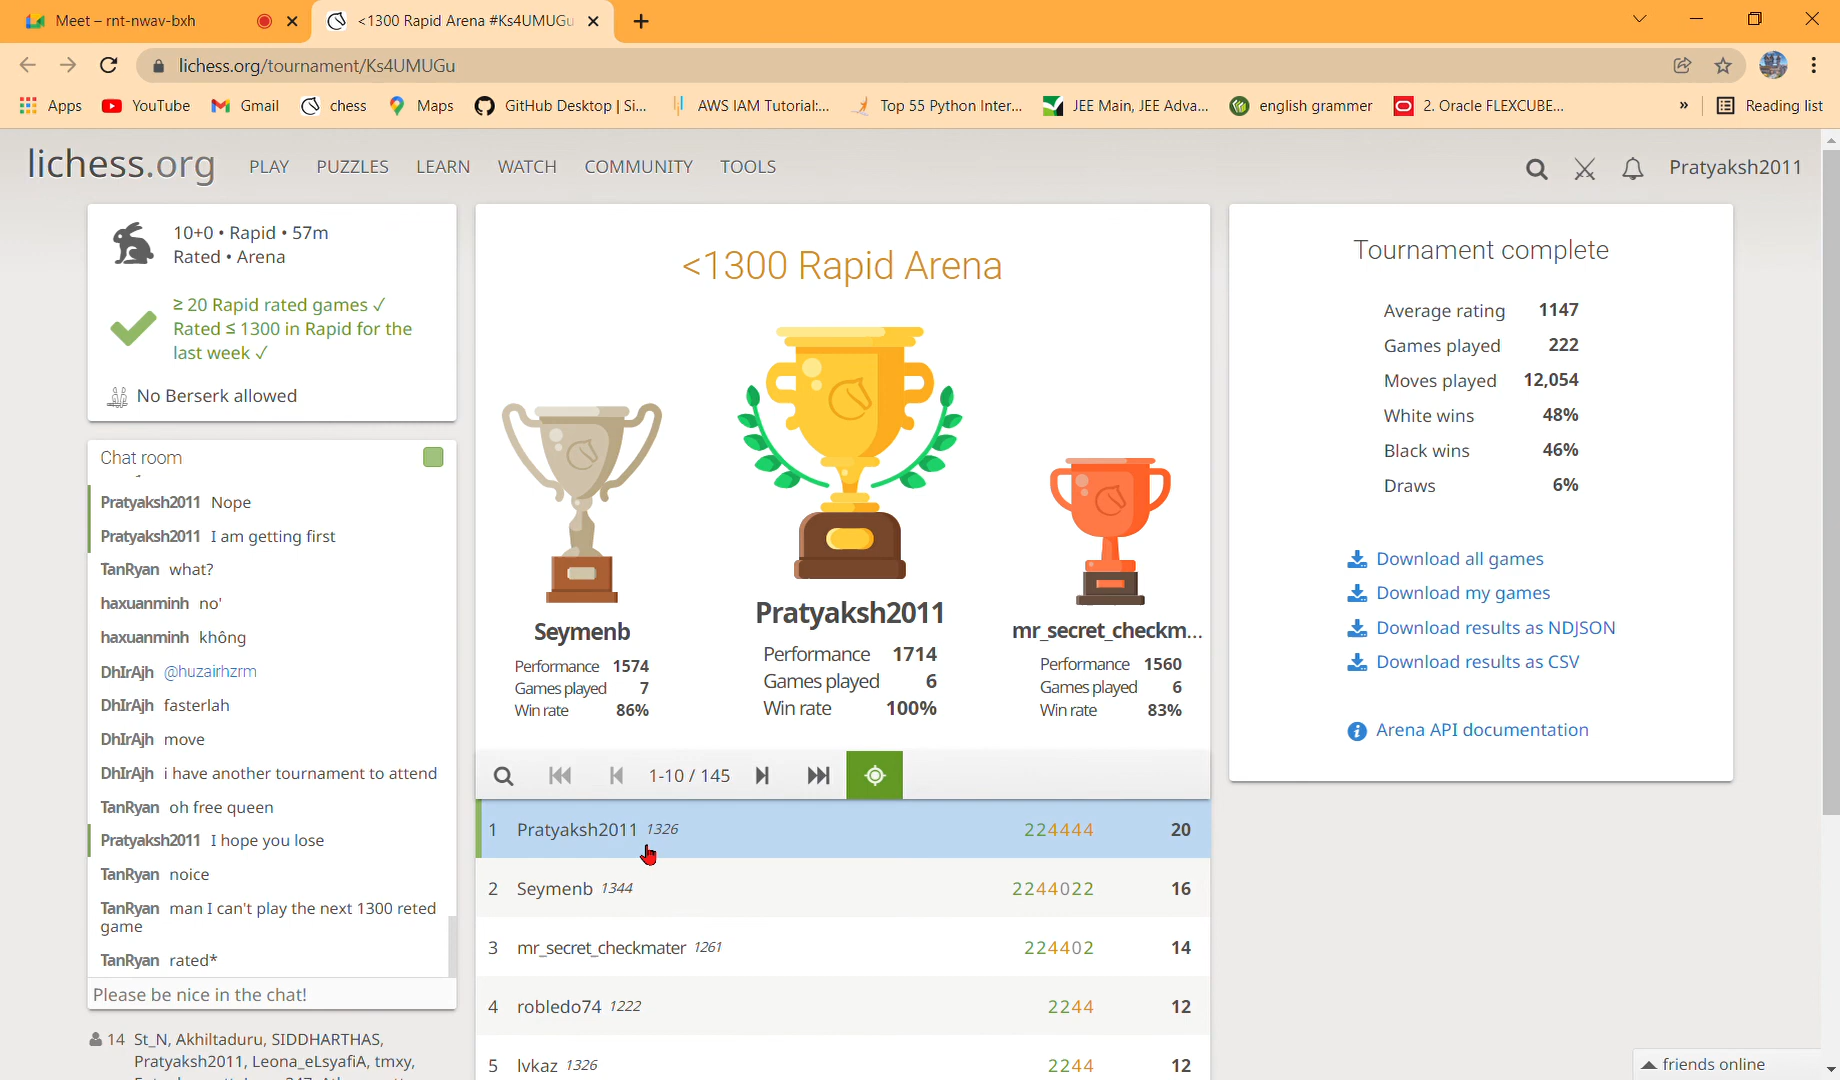 Meet – rnt-nwav-bxh
<1300 Rapid Arena #Ks4UMUGu
lichess.org/tournament/Ks4UMUGu
Apps
YouTube
Gmail
chess
Maps
GitHub Desktop | Si...
AWS IAM Tutorial:...
Top 55 Python Inter...
JEE Main, JEE Adva...
english grammer
2. Oracle FLEXCUBE...
»
Reading list
lichess.org PLAY PUZZLES LEARN WATCH COMMUNITY TOOLS Pratyaksh2011
10+0 • Rapid • 57m
Rated • Arena
≥ 20 Rapid rated games ✓
Rated ≤ 1300 in Rapid for the
last week ✓
No Berserk allowed
Chat room
Pratyaksh2011 Nope
Pratyaksh2011 I am getting first
TanRyan what?
haxuanminh no'
haxuanminh không
DhIrAjh @huzairhzrm
DhIrAjh fasterlah
DhIrAjh move
DhIrAjh i have another tournament to attend
TanRyan oh free queen
Pratyaksh2011 I hope you lose
TanRyan noice
TanRyan man I can't play the next 1300 reted
game
TanRyan rated*
Please be nice in the chat!
14 St_N, Akhiltaduru, SIDDHARTHAS,
Pratyaksh2011, Leona_eLsyafiA, tmxy,
<1300 Rapid Arena
Seymenb
Performance 1574
Games played 7
Win rate 86%
Pratyaksh2011
Performance 1714
Games played 6
Win rate 100%
mr_secret_checkm...
Performance 1560
Games played 6
Win rate 83%
1-10 / 145
1 Pratyaksh2011 1326 224444 20
2 Seymenb 1344 2244022 16
3 mr_secret_checkmater 1261 224402 14
4 robledo74 1222 2244 12
5 lvkaz 1326 2244 12
Tournament complete
Average rating 1147
Games played 222
Moves played 12,054
White wins 48%
Black wins 46%
Draws 6%
Download all games
Download my games
Download results as NDJSON
Download results as CSV
Arena API documentation
friends online